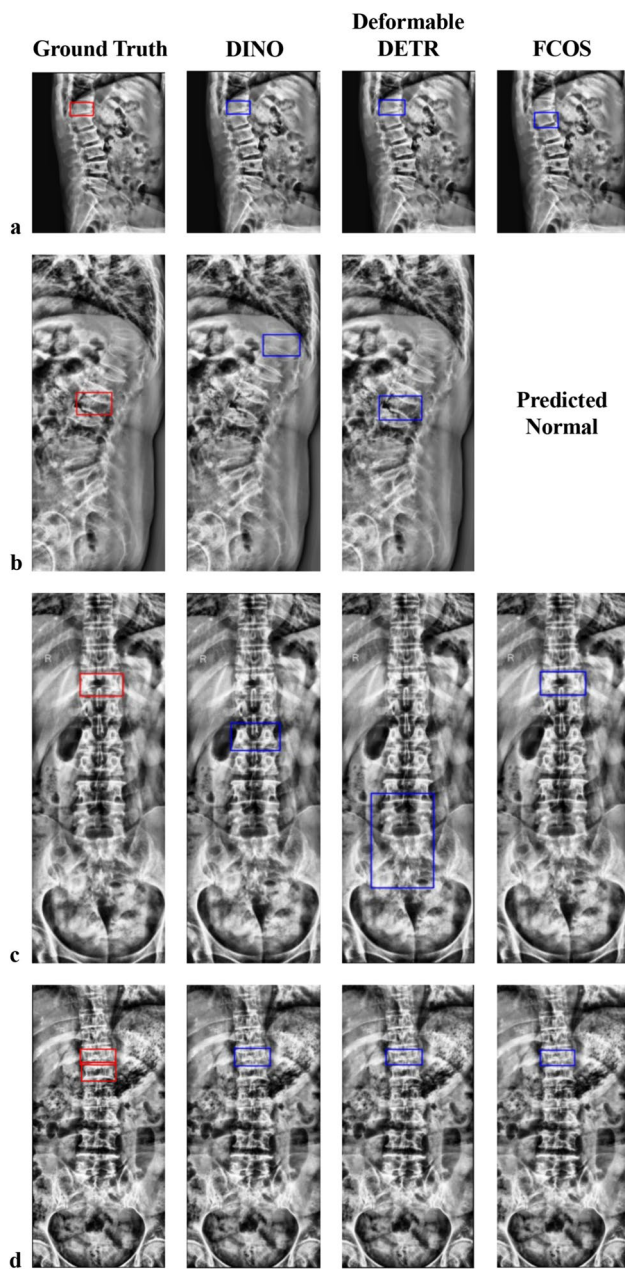 Ground Truth
DINO
Deformable
DETR
FCOS
a
b
Predicted
Normal
R
R
R
R
c
d